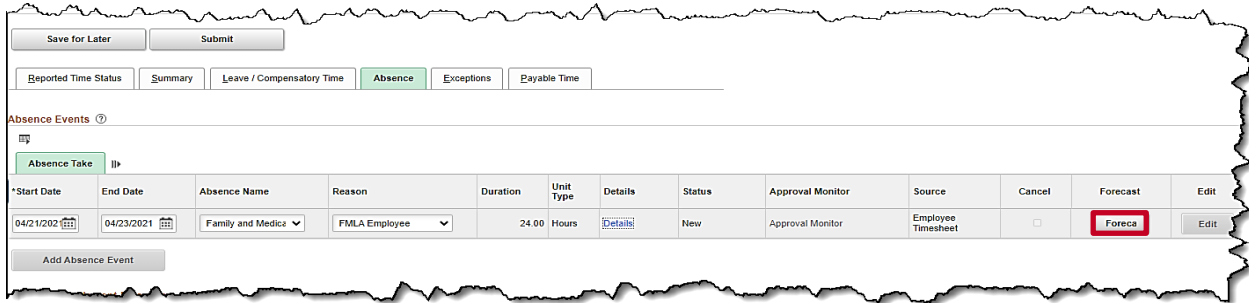 Save for Later Submit
Reported Time Status Summary Leave / Compensatory Time Absence Exceptions Payable Time
Absence Events ?
Absence Take
*Start Date End Date Absence Name Reason Duration Unit Type Details Status Approval Monitor Source Cancel Forecast Edit
04/21/2021 04/23/2021 Family and Medica FMLA Employee 24.00 Hours Details New Approval Monitor Employee Timesheet Foreca Edit
Add Absence Event